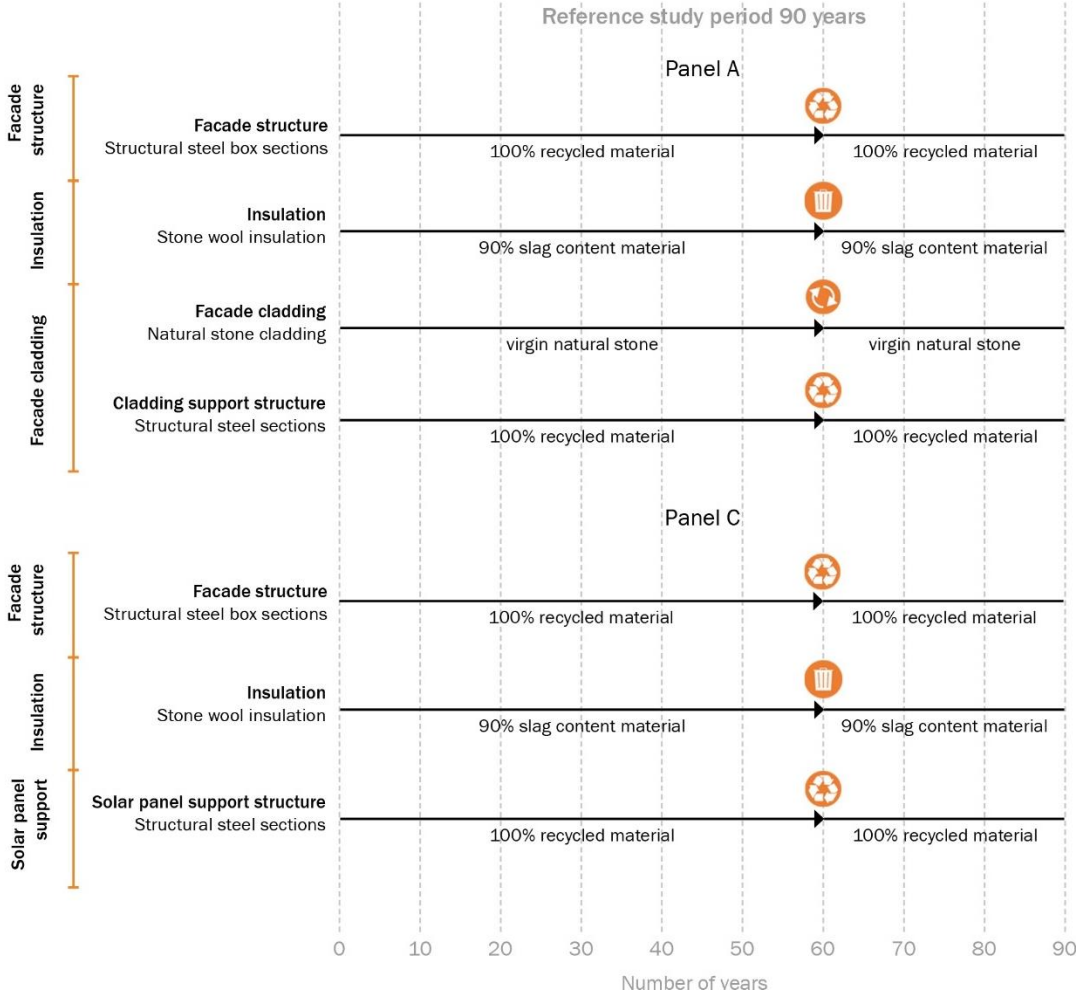 Reference study period 90 years
Panel A
Facade
structure
Facade structure
Structural steel box sections
100% recycled material
100% recycled material
Insulation
Insulation
Stone wool insulation
90% slag content material
90% slag content material
Facade cladding
Facade cladding
Natural stone cladding
virgin natural stone
virgin natural stone
Cladding support structure
Structural steel sections
100% recycled material
100% recycled material
Panel C
Facade
structure
Facade structure
Structural steel box sections
100% recycled material
100% recycled material
Insulation
Insulation
Stone wool insulation
90% slag content material
90% slag content material
Solar panel
support
Solar panel support structure
Structural steel sections
100% recycled material
100% recycled material
0 10 20 30 40 50 60 70 80 90
Number of years